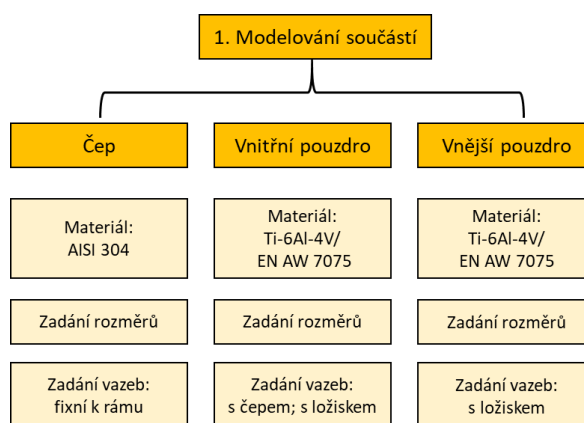 1. Modelování součástí
Čep
Vnitřní pouzdro
Vnější pouzdro
Materiál:
AISI 304
Materiál:
Ti-6Al-4V/
EN AW 7075
Materiál:
Ti-6Al-4V/
EN AW 7075
Zadání rozměrů
Zadání rozměrů
Zadání rozměrů
Zadání vazeb:
fixní k rámu
Zadání vazeb:
s čepem; s ložiskem
Zadání vazeb:
s ložiskem